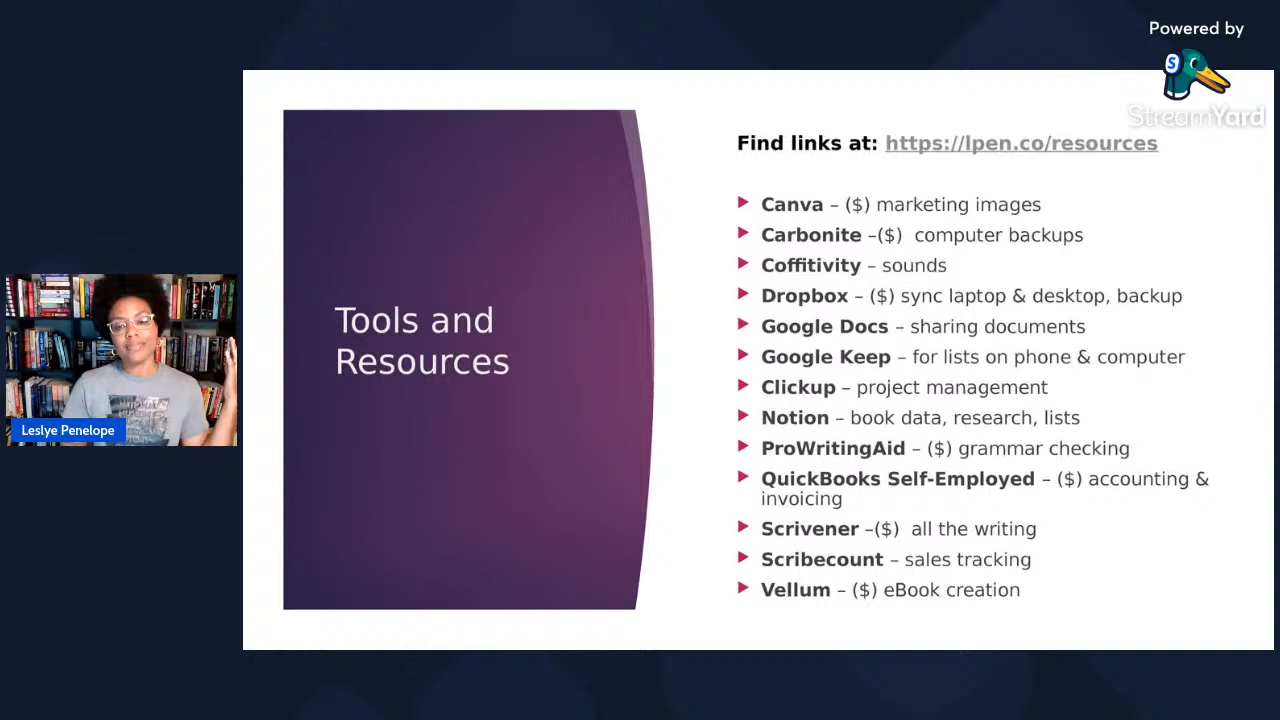 Powered by
StreamYard
Find links at: https://lpen.co/resources
Tools and
Resources
Canva – ($) marketing images
Carbonite –($)  computer backups
Coffitivity – sounds
Dropbox – ($) sync laptop & desktop, backup
Google Docs – sharing documents
Google Keep – for lists on phone & computer
Clickup – project management
Notion – book data, research, lists
ProWritingAid – ($) grammar checking
QuickBooks Self-Employed – ($) accounting &
invoicing
Scrivener –($)  all the writing
Scribecount – sales tracking
Vellum – ($) eBook creation
Leslye Penelope